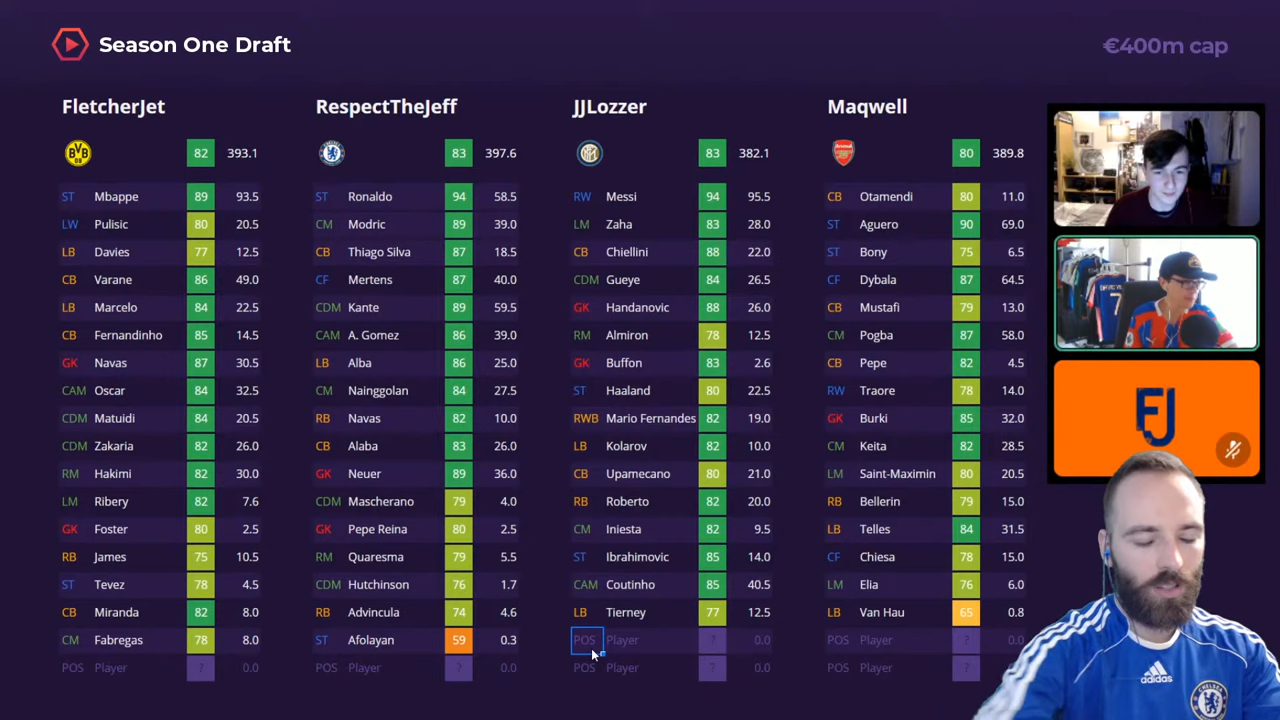 Season One Draft
€400m cap
FletcherJet
BVB 09 82 393.1
ST Mbappe 89 93.5
LW Pulisic 80 20.5
LB Davies 77 12.5
CB Varane 86 49.0
LB Marcelo 84 22.5
CB Fernandinho 85 14.5
GK Navas 87 30.5
CAM Oscar 84 32.5
CDM Matuidi 84 20.5
CDM Zakaria 82 26.0
RM Hakimi 82 30.0
LM Ribery 82 7.6
GK Foster 80 2.5
RB James 75 10.5
ST Tevez 78 4.5
CB Miranda 82 8.0
CM Fabregas 78 8.0
POS Player ? 0.0
RespectTheJeff
83 397.6
ST Ronaldo 94 58.5
CM Modric 89 39.0
CB Thiago Silva 87 18.5
CF Mertens 87 40.0
CDM Kante 89 59.5
CAM A. Gomez 86 39.0
LB Alba 86 25.0
CM Nainggolan 84 27.5
RB Navas 82 10.0
CB Alaba 83 26.0
GK Neuer 89 36.0
CDM Mascherano 79 4.0
GK Pepe Reina 80 2.5
RM Quaresma 79 5.5
CDM Hutchinson 76 1.7
RB Advincula 74 4.6
ST Afolayan 59 0.3
POS Player ? 0.0
JJLozzer
83 382.1
RW Messi 94 95.5
LM Zaha 83 28.0
CB Chiellini 88 22.0
CDM Gueye 84 26.5
GK Handanovic 88 26.0
RM Almiron 78 12.5
GK Buffon 83 2.6
ST Haaland 80 22.5
RWB Mario Fernandes 82 19.0
LB Kolarov 82 10.0
CB Upamecano 80 21.0
RB Roberto 82 20.0
CM Iniesta 82 9.5
ST Ibrahimovic 85 14.0
CAM Coutinho 85 40.5
LB Tierney 77 12.5
POS Player ? 0.0
POS Player ? 0.0
Maqwell
Arsenal 80 389.8
CB Otamendi 80 11.0
ST Aguero 90 69.0
ST Bony 75 6.5
CF Dybala 87 64.5
CB Mustafi 79 13.0
CM Pogba 87 58.0
CB Pepe 82 4.5
RW Traore 78 14.0
GK Burki 85 32.0
CM Keita 82 28.5
LM Saint-Maximin 80 20.5
RB Bellerin 79 15.0
LB Telles 84 31.5
CF Chiesa 78 15.0
LM Elia 76 6.0
LB Van Hau 65 0.8
POS Player ? 0.0
POS Player ? 0.0
FJ
adidas